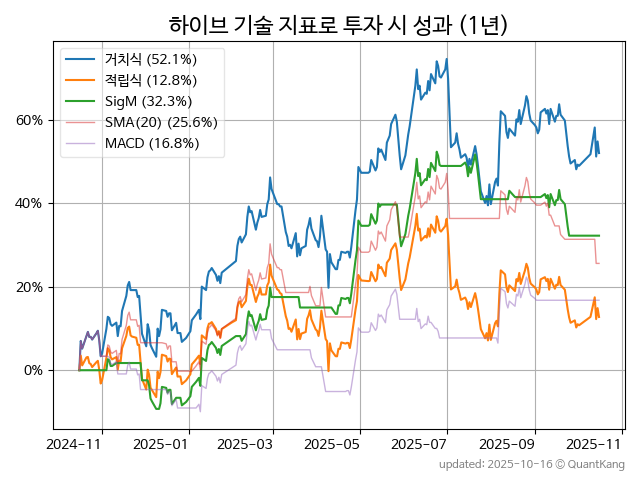 하이브 기술 지표로 투자 시 성과 (1년)
거치식 (52.1%)
적립식 (12.8%)
SigM (32.3%)
SMA(20) (25.6%)
MACD (16.8%)
60%
40%
20%
0%
2024-11 2025-01 2025-03 2025-05 2025-07 2025-09 2025-11
updated: 2025-10-16 ⓒ QuantKang